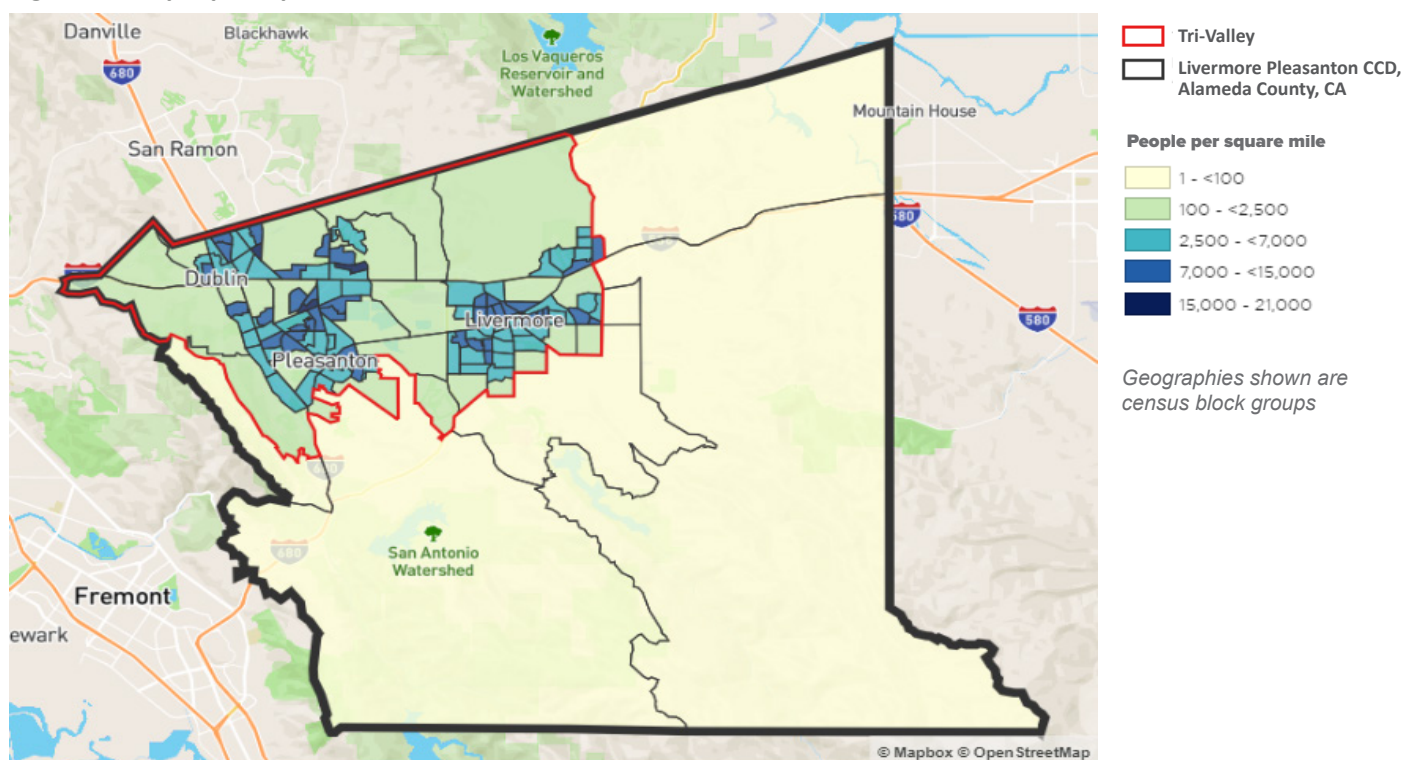 Danville
Blackhawk
680
Los Vaqueros
Reservoir and
Watershed
Mountain House
San Ramon
580
Dublin
Livermore
Pleasanton
580
680
680
San Antonio
Watershed
Fremont
ewark
© Mapbox © OpenStreetMap
Tri-Valley
Livermore Pleasanton CCD,
Alameda County, CA
People per square mile
1 - <100
100 - <2,500
2,500 - <7,000
7,000 - <15,000
15,000 - 21,000
Geographies shown are
census block groups